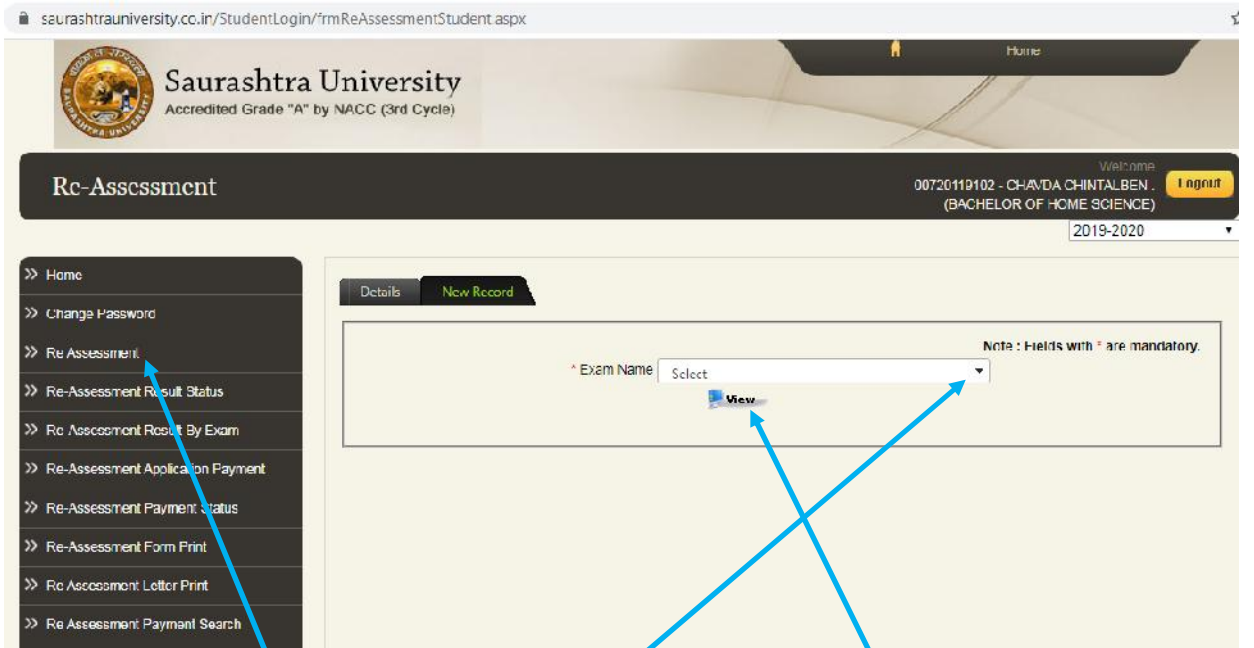 saurashtrauniversity.co.in/StudentLogin/frmReAssessmentStudent.aspx
Home
Saurashtra University
Accredited Grade "A" by NACC (3rd Cycle)
SAURASHTRA UNIVERSITY
Re-Assessment
Welcome
00720119102 - CHAVDA CHINTALBEN .
(BACHELOR OF HOME SCIENCE)
Logout
2019-2020
Home
Change Password
Re Assessment
Re-Assessment Result Status
Re-Assessment Result By Exam
Re-Assessment Application Payment
Re-Assessment Payment Status
Re-Assessment Form Print
Re Assessment Letter Print
Re Assessment Payment Search
Details
New Record
Note : Fields with * are mandatory.
* Exam Name
Select
View